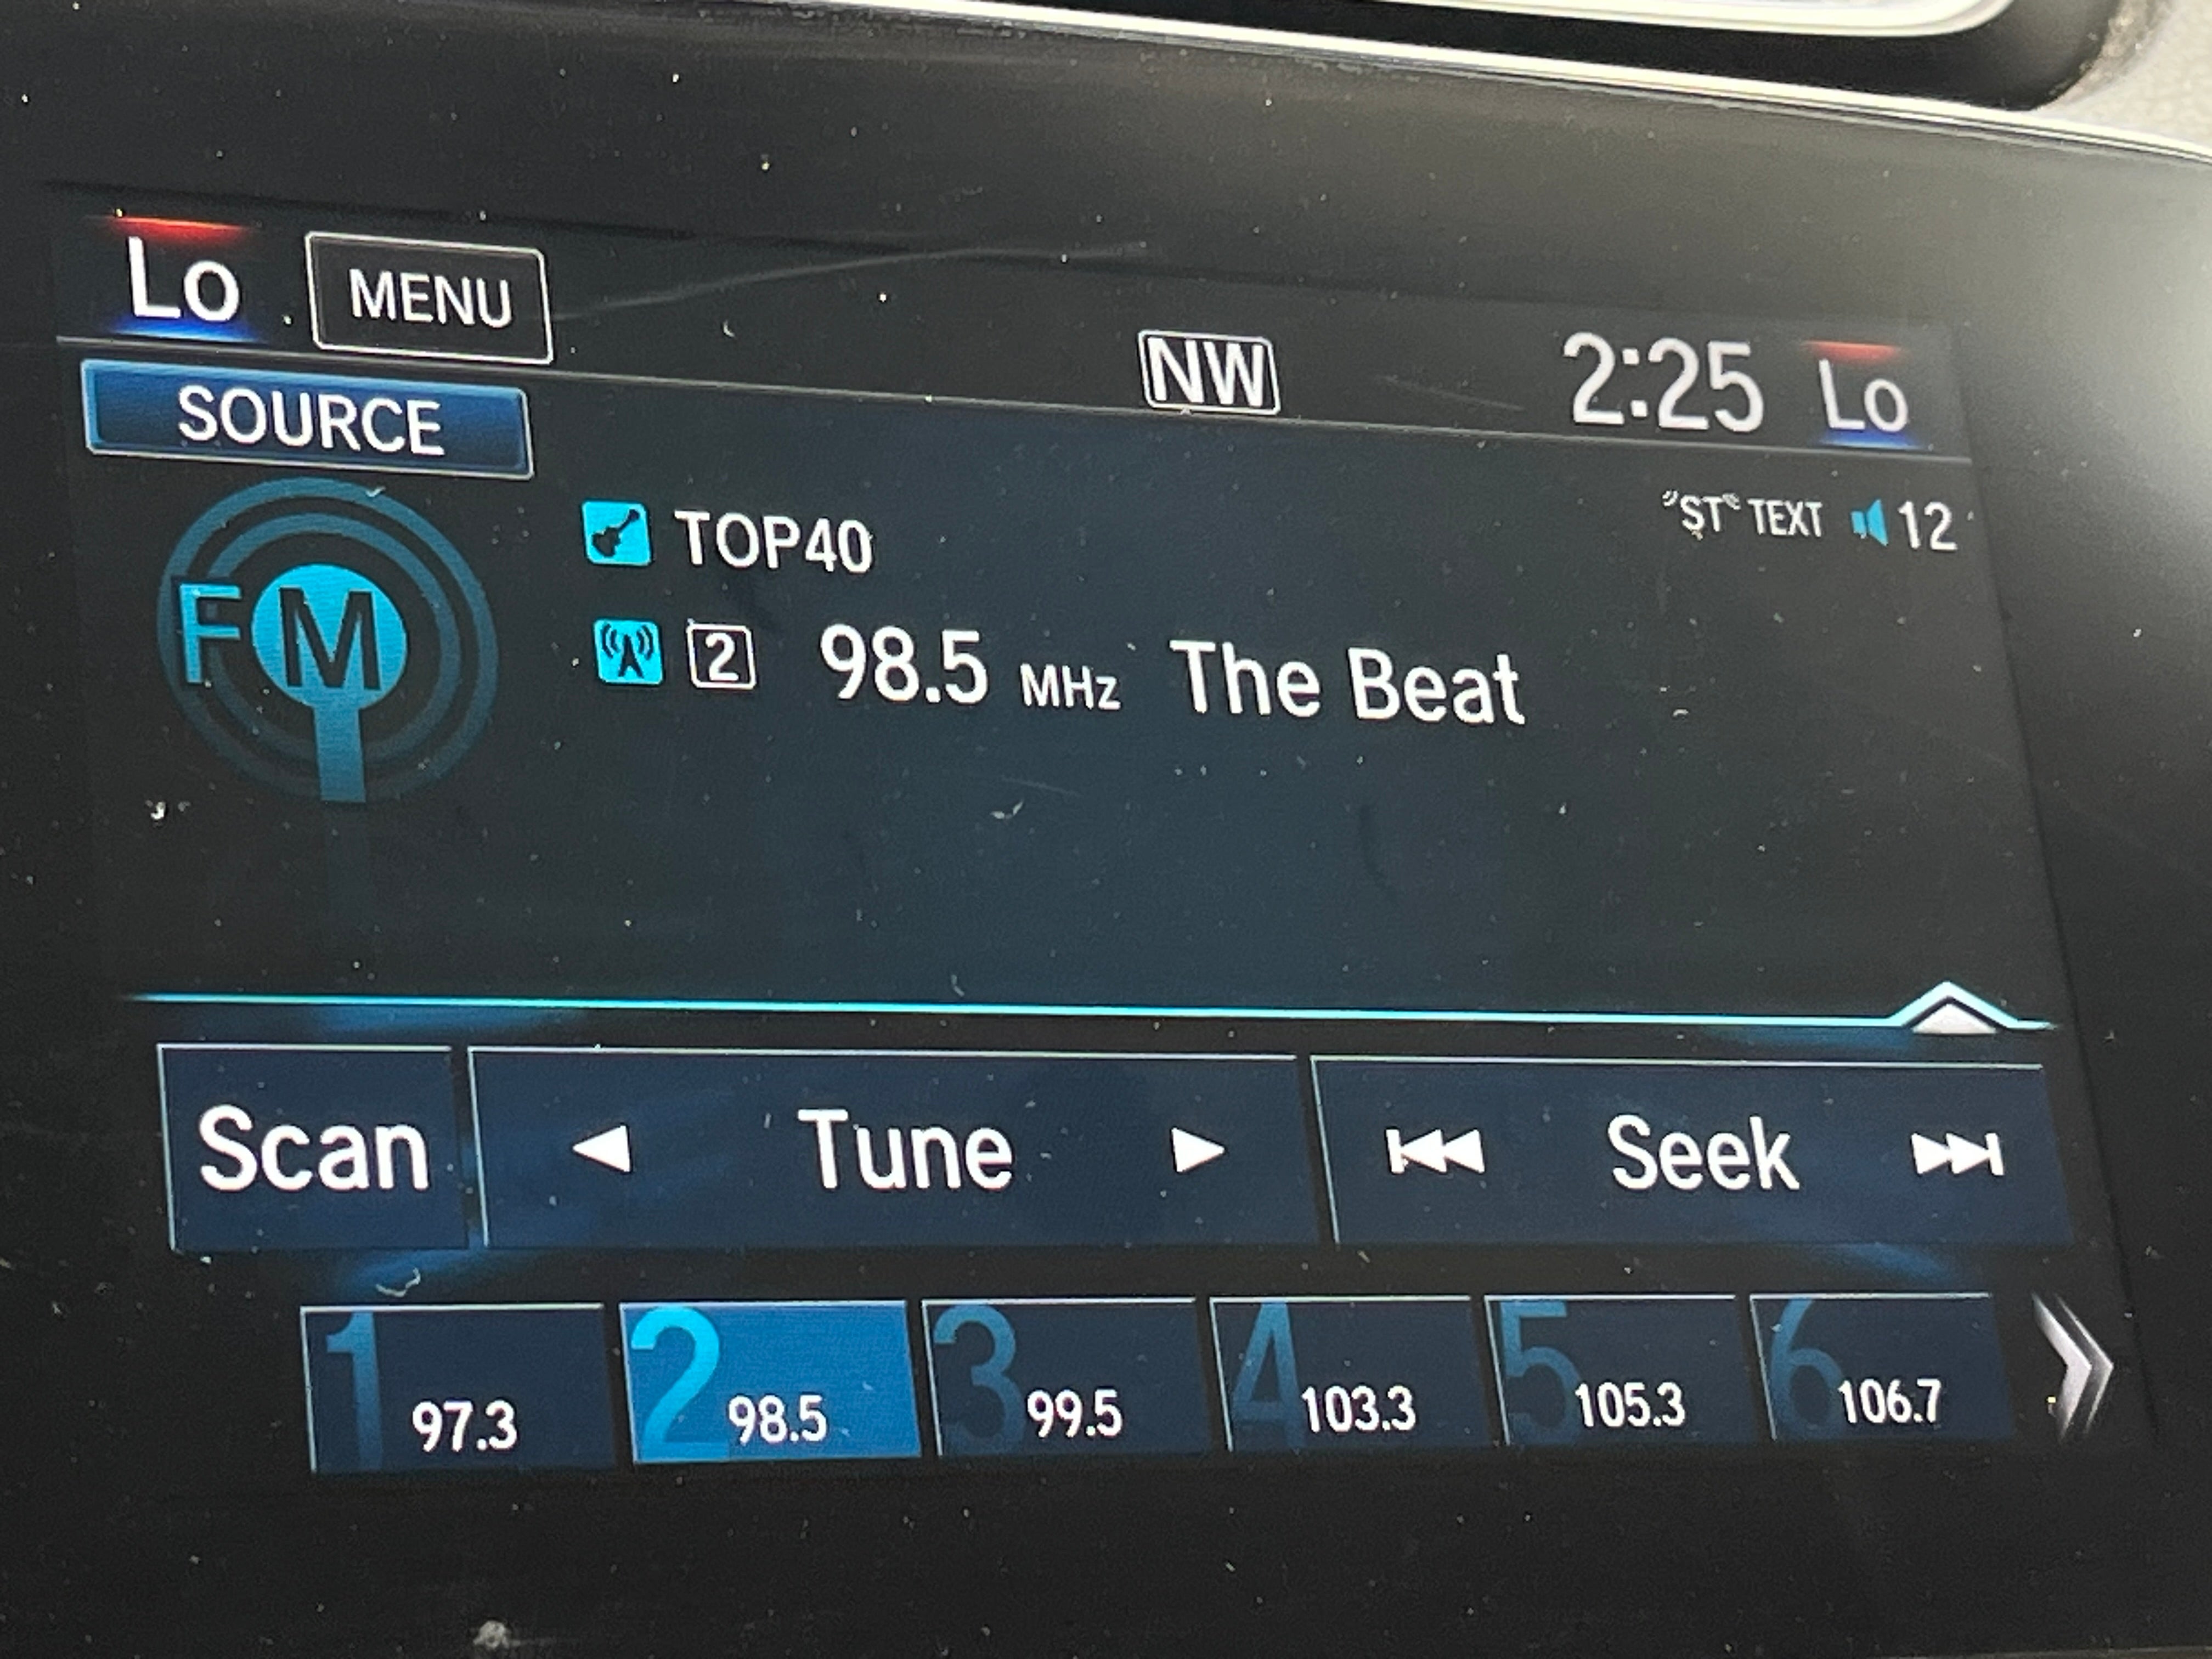 Lo MENU NW 2:25 Lo
SOURCE
ST TEXT 12
FM
TOP40
2 98.5 MHz The Beat
Scan Tune Seek
1 97.3 2 98.5 3 99.5 4 103.3 5 105.3 6 106.7